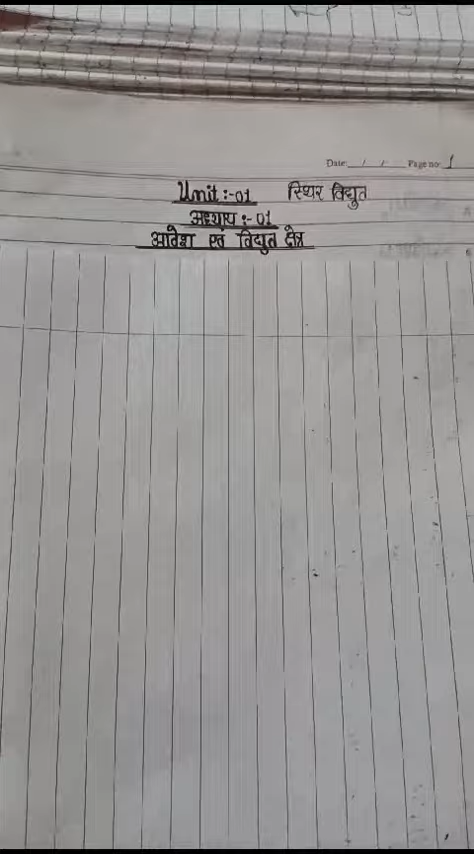 Date: / / Page no: 1
Unit :-01 स्थिर विद्युत
अध्याय :-01
आवेश एवं विद्युत क्षेत्र